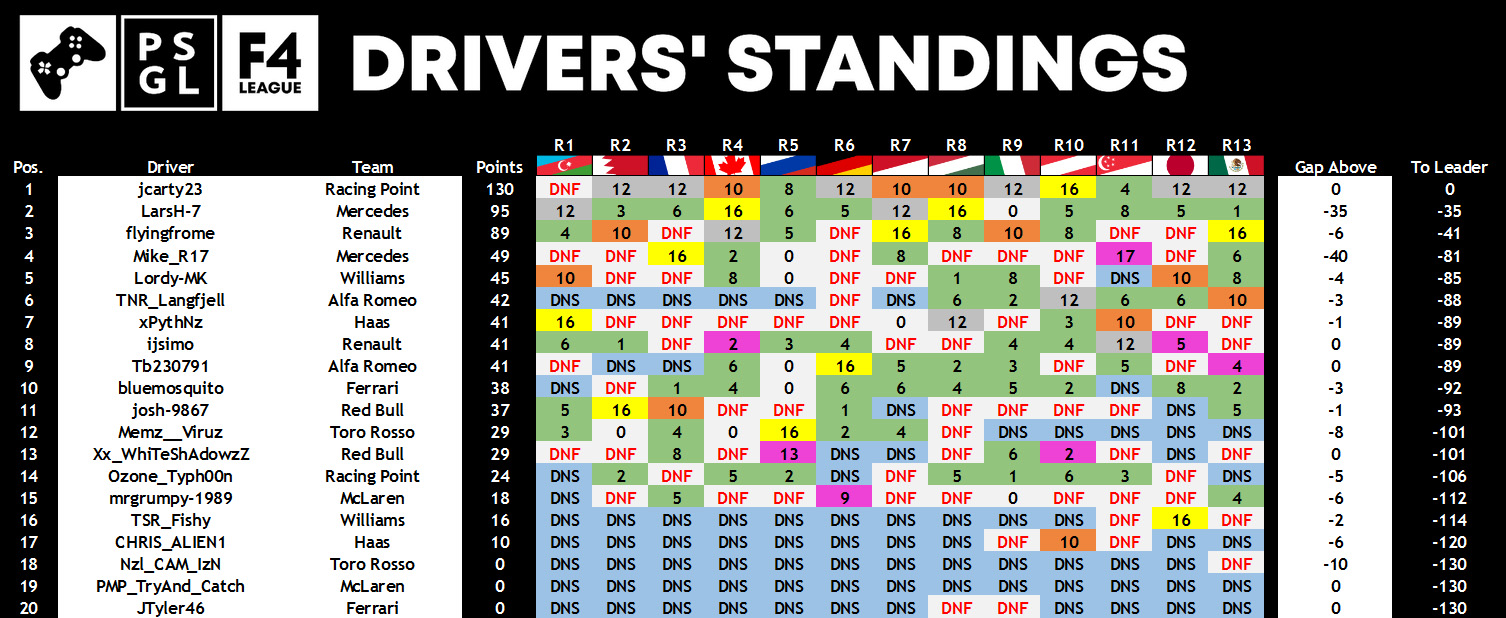 PS
GL
F4
LEAGUE
DRIVERS' STANDINGS
R1 R2 R3 R4 R5 R6 R7 R8 R9 R10 R11 R12 R13
Pos. Driver Team Points Gap Above To Leader
1 jcarty23 Racing Point 130 DNF 12 12 10 8 12 10 10 12 16 4 12 12 0 0
2 LarsH-7 Mercedes 95 12 3 6 16 6 5 12 16 0 5 8 5 1 -35 -35
3 flyingfrome Renault 89 4 10 DNF 12 5 DNF 16 8 10 8 DNF DNF 16 -6 -41
4 Mike_R17 Mercedes 49 DNF DNF 16 2 0 DNF 8 DNF DNF DNF 17 DNF 6 -40 -81
5 Lordy-MK Williams 45 10 DNF DNF 8 0 DNF DNF 1 8 DNF DNS 10 8 -4 -85
6 TNR_Langfjell Alfa Romeo 42 DNS DNS DNS DNS DNS DNF DNS 6 2 12 6 6 10 -3 -88
7 xPythNz Haas 41 16 DNF DNF DNF DNF DNF 0 12 DNF 3 10 DNF DNF -1 -89
8 ijsimo Renault 41 6 1 DNF 2 3 4 DNF DNF 4 4 12 5 DNF 0 -89
9 Tb230791 Alfa Romeo 41 DNF DNS DNS 6 0 16 5 2 3 DNF 5 DNF 4 0 -89
10 bluemosquito Ferrari 38 DNS DNF 1 4 0 6 6 4 5 2 DNS 8 2 -3 -92
11 josh-9867 Red Bull 37 5 16 10 DNF DNF 1 DNS DNF DNF DNF DNF DNS 5 -1 -93
12 Memz__Viruz Toro Rosso 29 3 0 4 0 16 2 4 DNF DNS DNS DNS DNS DNS -8 -101
13 Xx_WhiTeShAdowzZ Red Bull 29 DNF DNF 8 DNF 13 DNS DNS DNF 6 2 DNF DNS DNF 0 -101
14 Ozone_Typh00n Racing Point 24 DNS 2 DNF 5 2 DNS DNF 5 1 6 3 DNF DNS -5 -106
15 mrgrumpy-1989 McLaren 18 DNS DNF 5 DNF DNF 9 DNF DNF 0 DNF DNF DNF 4 -6 -112
16 TSR_Fishy Williams 16 DNS DNS DNS DNS DNS DNS DNS DNS DNS DNS DNF 16 DNF -2 -114
17 CHRIS_ALIEN1 Haas 10 DNS DNS DNS DNS DNS DNS DNS DNS DNF 10 DNF DNS DNS -6 -120
18 Nzl_CAM_IzN Toro Rosso 0 DNS DNS DNS DNS DNS DNS DNS DNS DNS DNS DNS DNS DNF -10 -130
19 PMP_TryAnd_Catch McLaren 0 DNS DNS DNS DNS DNS DNS DNS DNS DNS DNS DNS DNS DNS 0 -130
20 JTyler46 Ferrari 0 DNS DNS DNS DNS DNS DNS DNS DNF DNF DNS DNS DNS DNS 0 -130